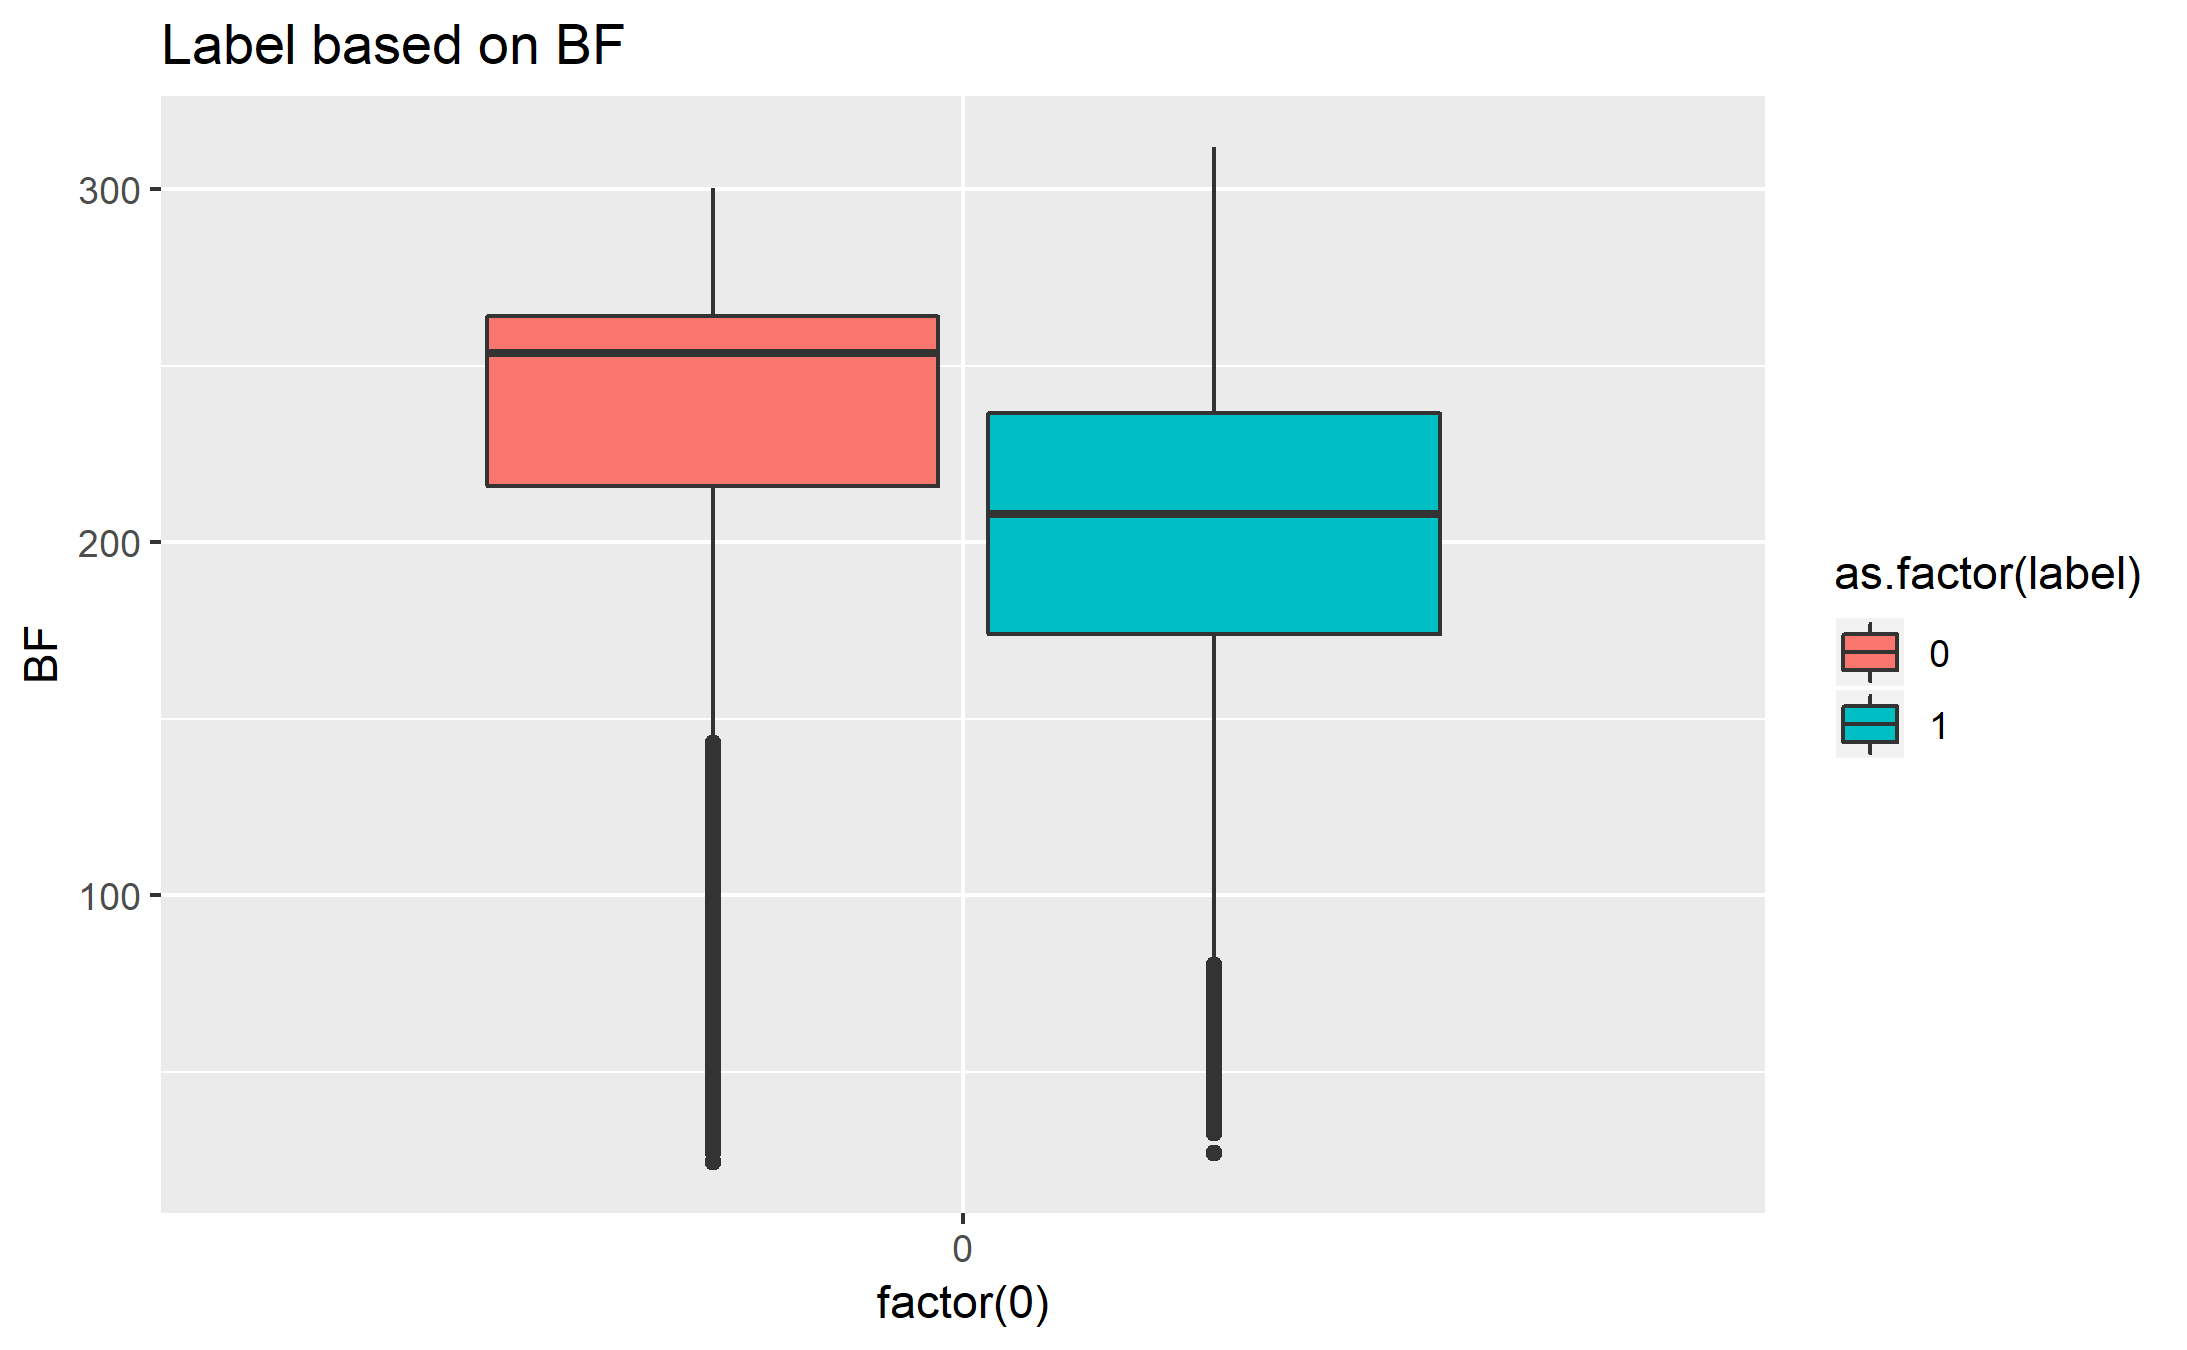 Label based on BF
300
200
100
BF
0
factor(0)
as.factor(label)
0
1